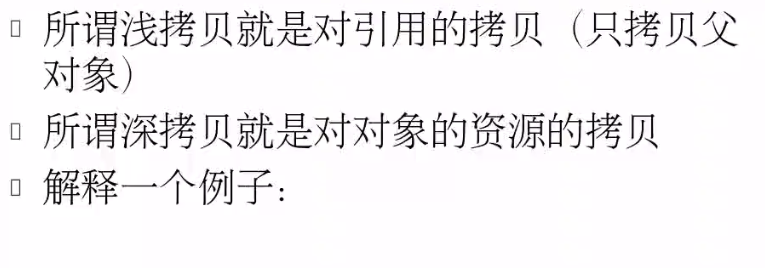 所谓浅拷贝就是对引用的拷贝（只拷贝父
对象）
所谓深拷贝就是对对象的资源的拷贝
解释一个例子：